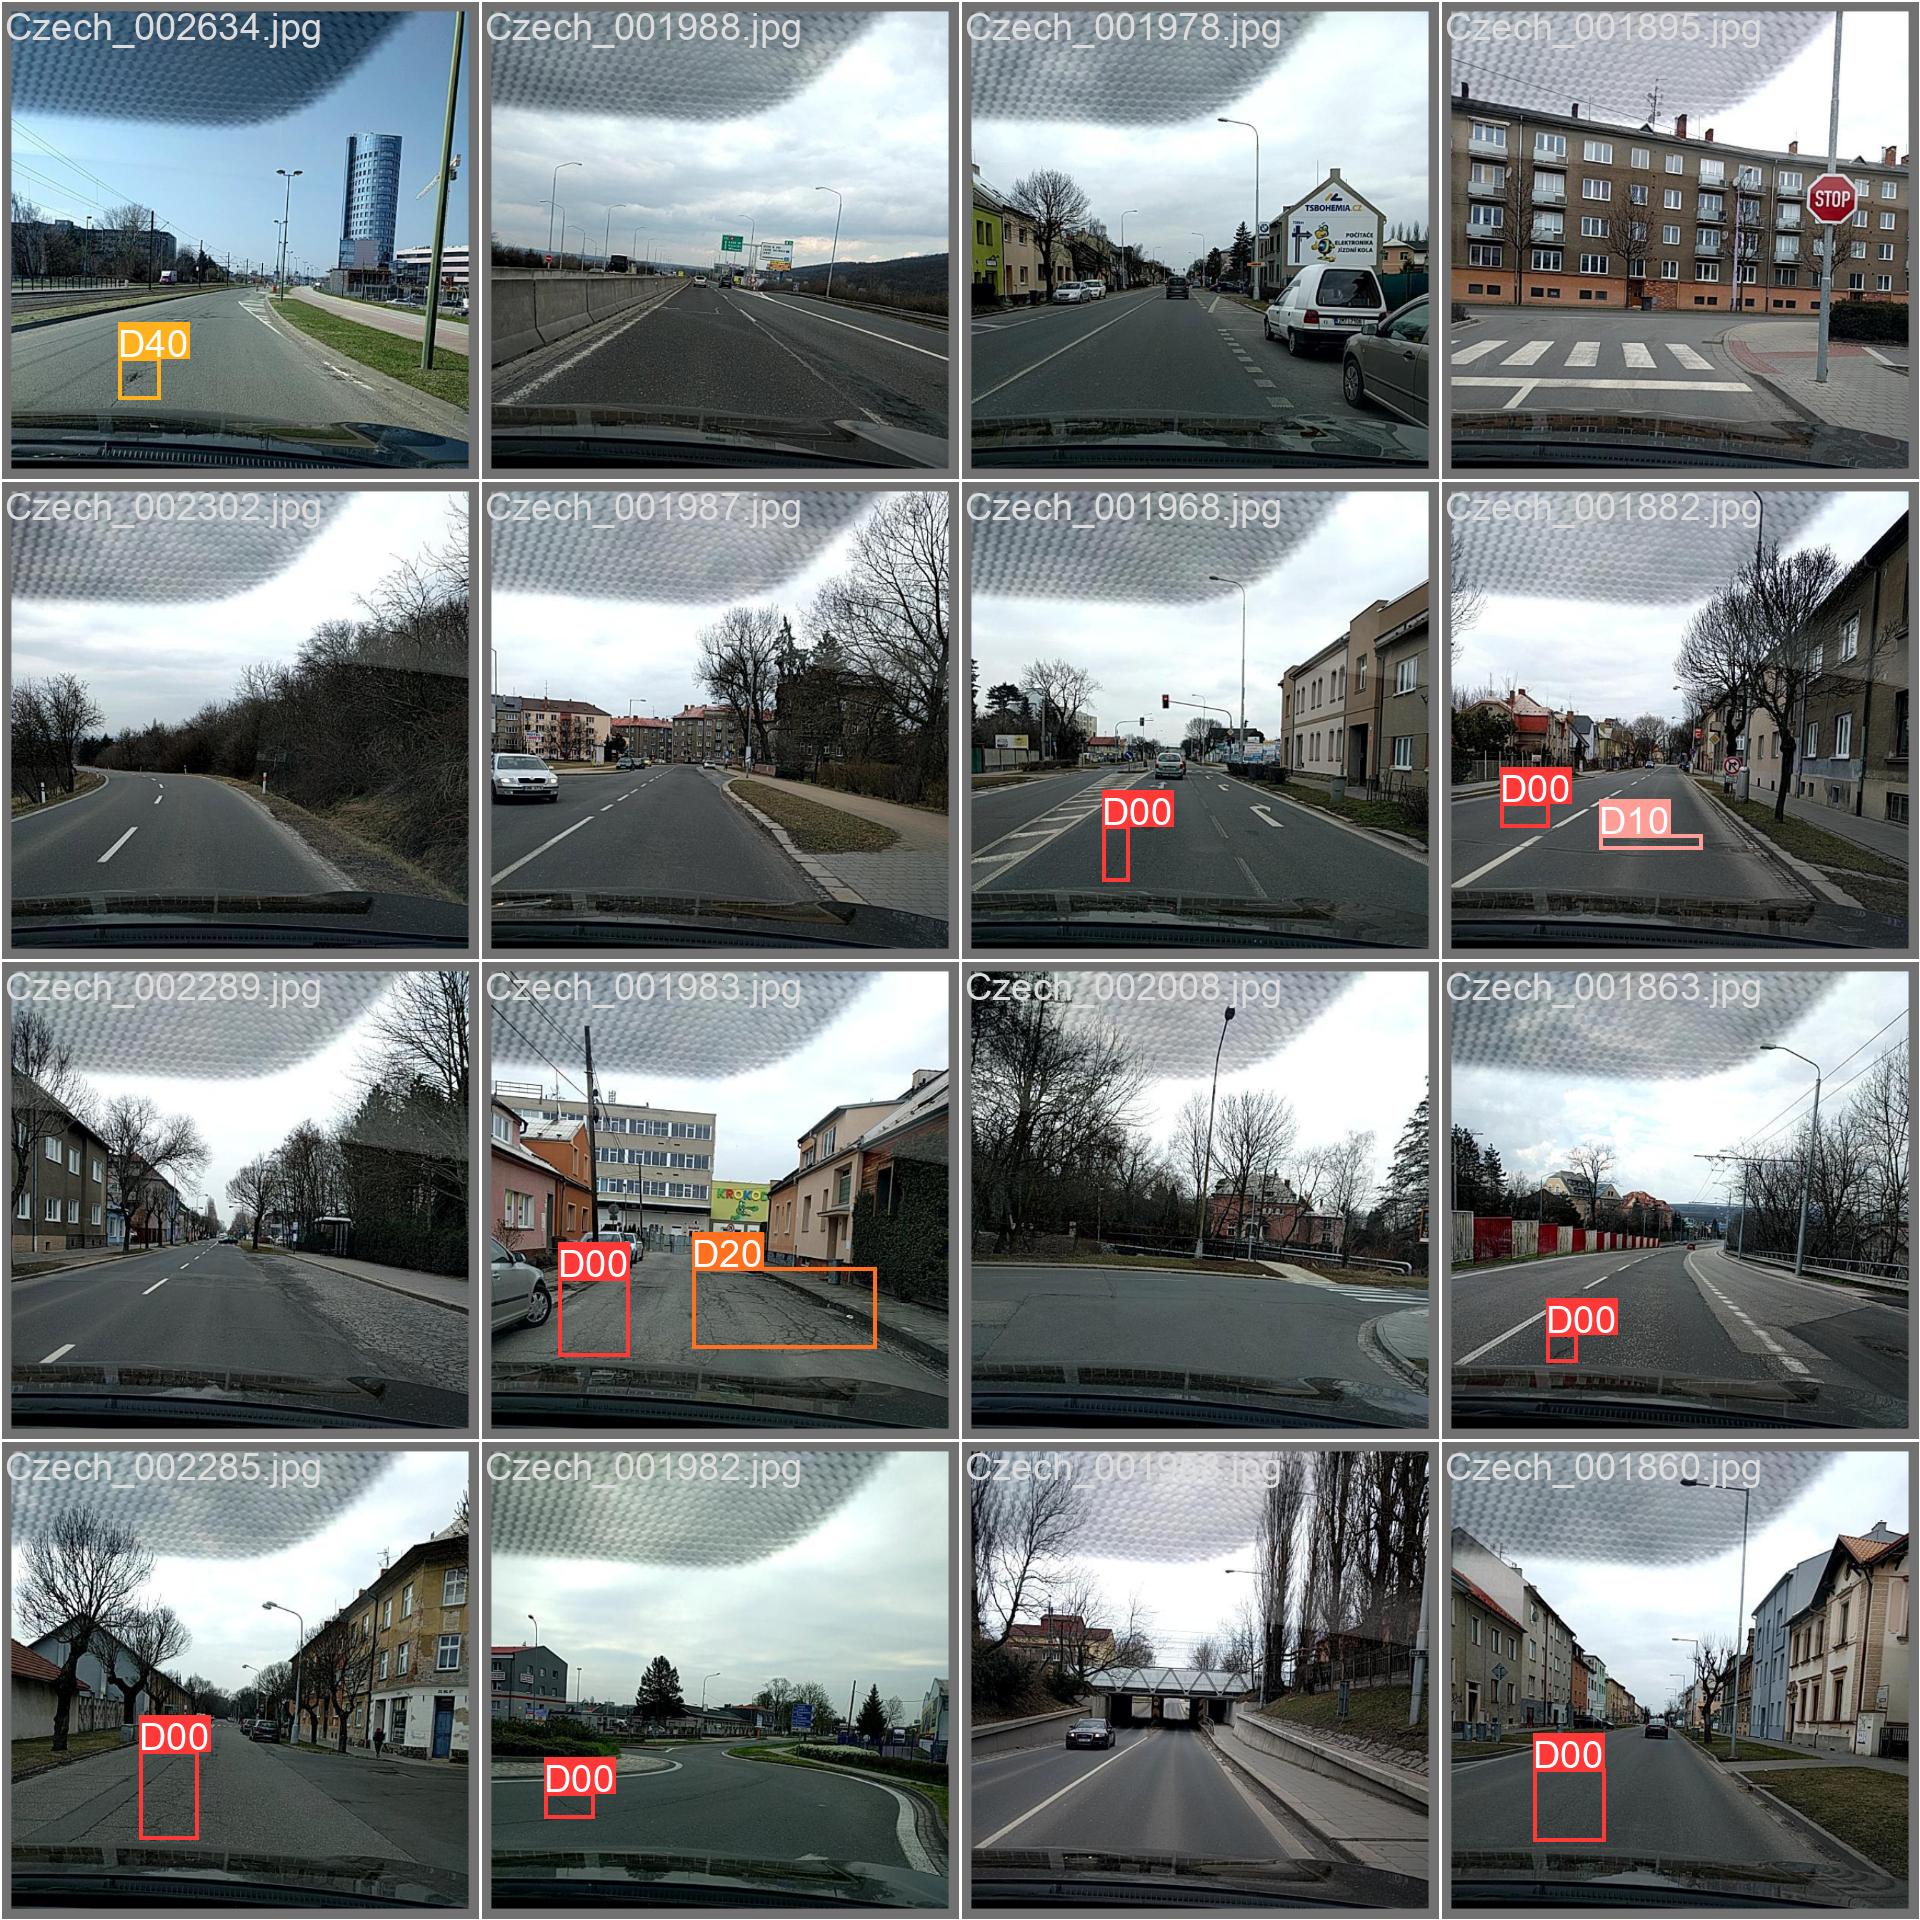 Czech_002634.jpg
D40
Czech_001988.jpg
Czech_001978.jpg
TSBOHEMIA.CZ
POČÍTAČE
ELEKTRONIKA
JÍZDNÍ KOLA
Czech_001895.jpg
STOP
Czech_002302.jpg
Czech_001987.jpg
Czech_001968.jpg
D00
Czech_001882.jpg
D00
D10
Czech_002289.jpg
Czech_001983.jpg
KROKO
D00
D20
Czech_002008.jpg
Czech_001863.jpg
D00
Czech_002285.jpg
D00
Czech_001982.jpg
D00
Czech_001860.jpg
D00